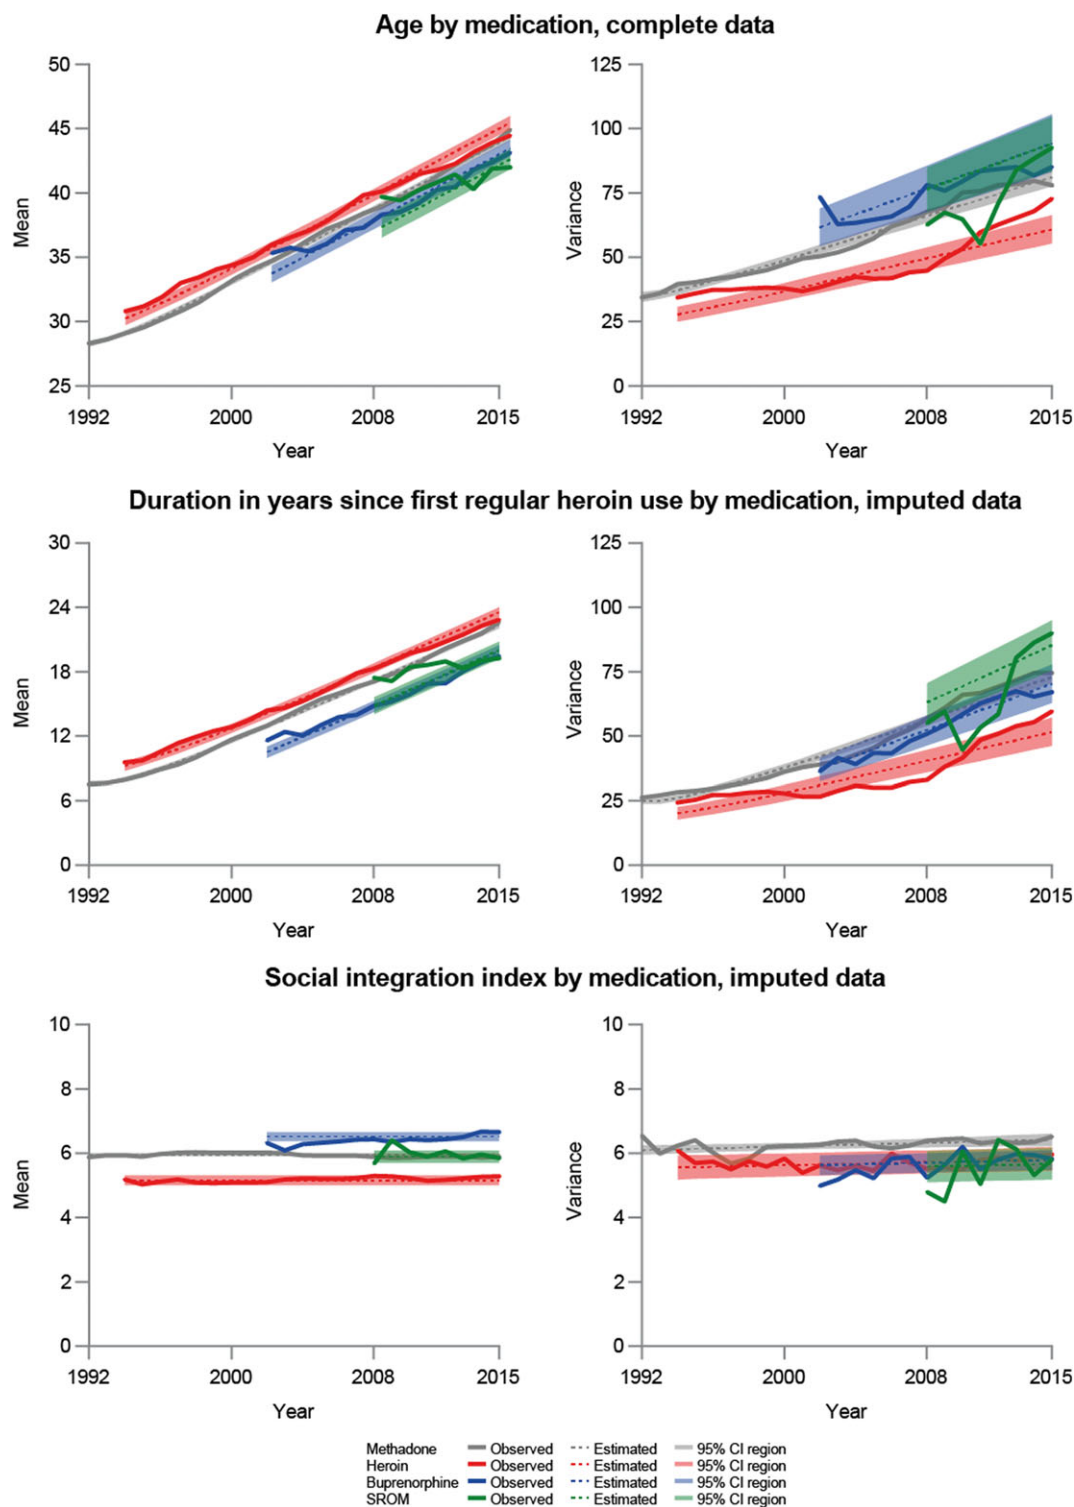 Age by medication, complete data
50
45
40
35
30
25
Mean
1992 2000 2008 2015
Year
125
100
75
50
25
0
Variance
1992 2000 2008 2015
Year
Duration in years since first regular heroin use by medication, imputed data
30
24
18
12
6
0
Mean
1992 2000 2008 2015
Year
125
100
75
50
25
0
Variance
1992 2000 2008 2015
Year
Social integration index by medication, imputed data
10
8
6
4
2
0
Mean
1992 2000 2008 2015
Year
10
8
6
4
2
0
Variance
1992 2000 2008 2015
Year
Methadone Observed Estimated 95% CI region
Heroin Observed Estimated 95% CI region
Buprenorphine Observed Estimated 95% CI region
SROM Observed Estimated 95% CI region